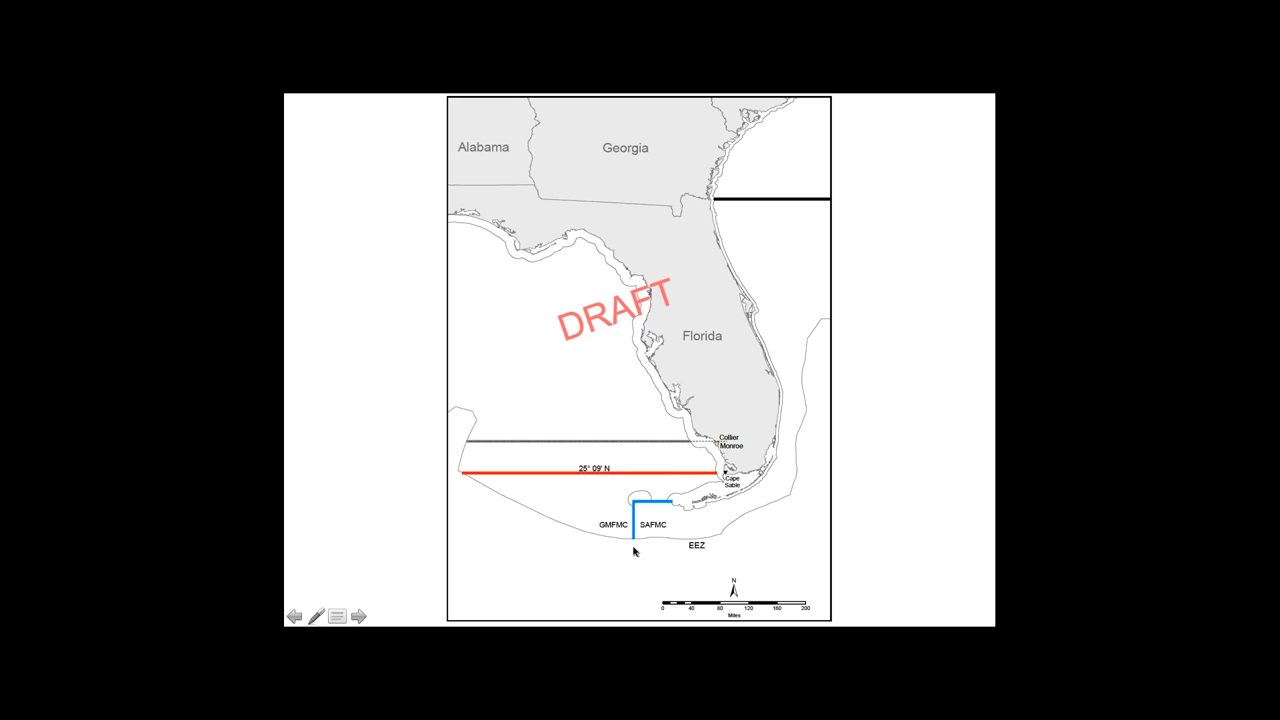 Alabama
Georgia
DRAFT
Florida
Collier
Monroe
25° 09' N
Cape
Sable
GMFMC
SAFMC
EEZ
N
0 40 80 120 160 200
Miles